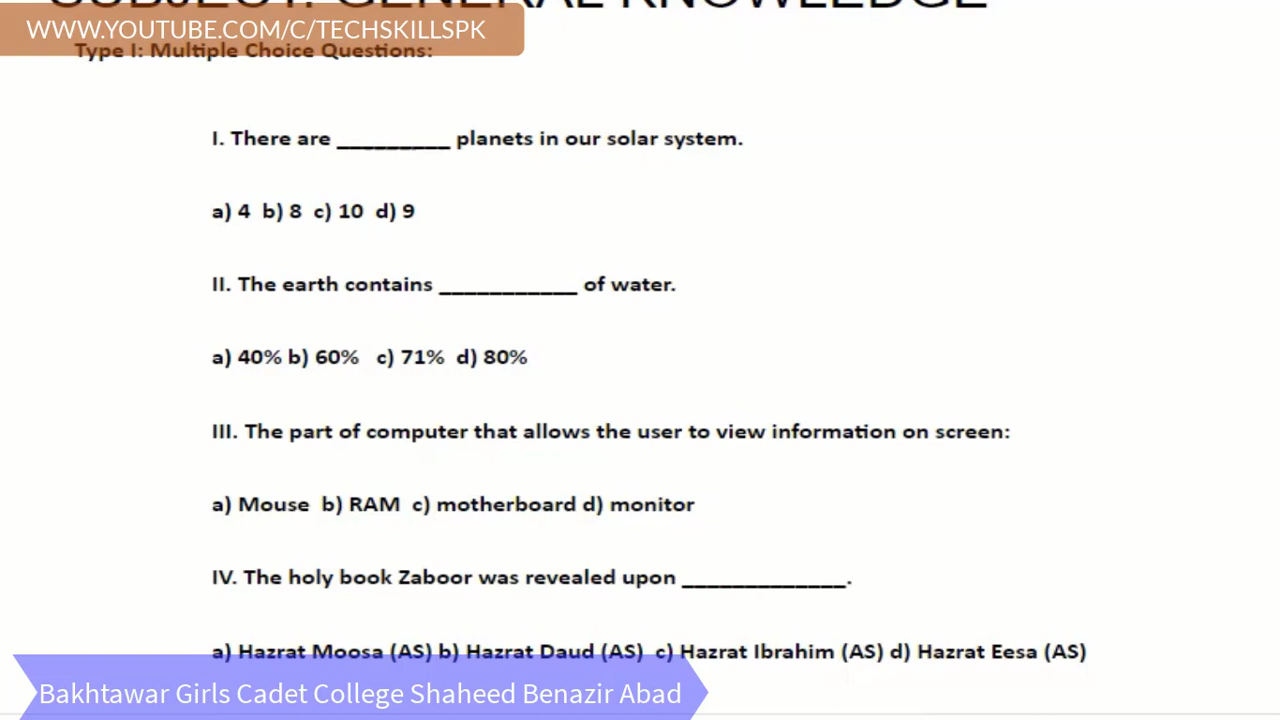 SUBJECT: GENERAL KNOWLEDGE
WWW.YOUTUBE.COM/C/TECHSKILLSPK
Type I: Multiple Choice Questions:
I. There are _________ planets in our solar system.
a) 4 b) 8 c) 10 d) 9
II. The earth contains ___________ of water.
a) 40% b) 60% c) 71% d) 80%
III. The part of computer that allows the user to view information on screen:
a) Mouse b) RAM c) motherboard d) monitor
IV. The holy book Zaboor was revealed upon _____________.
a) Hazrat Moosa (AS) b) Hazrat Daud (AS) c) Hazrat Ibrahim (AS) d) Hazrat Eesa (AS)
Bakhtawar Girls Cadet College Shaheed Benazir Abad